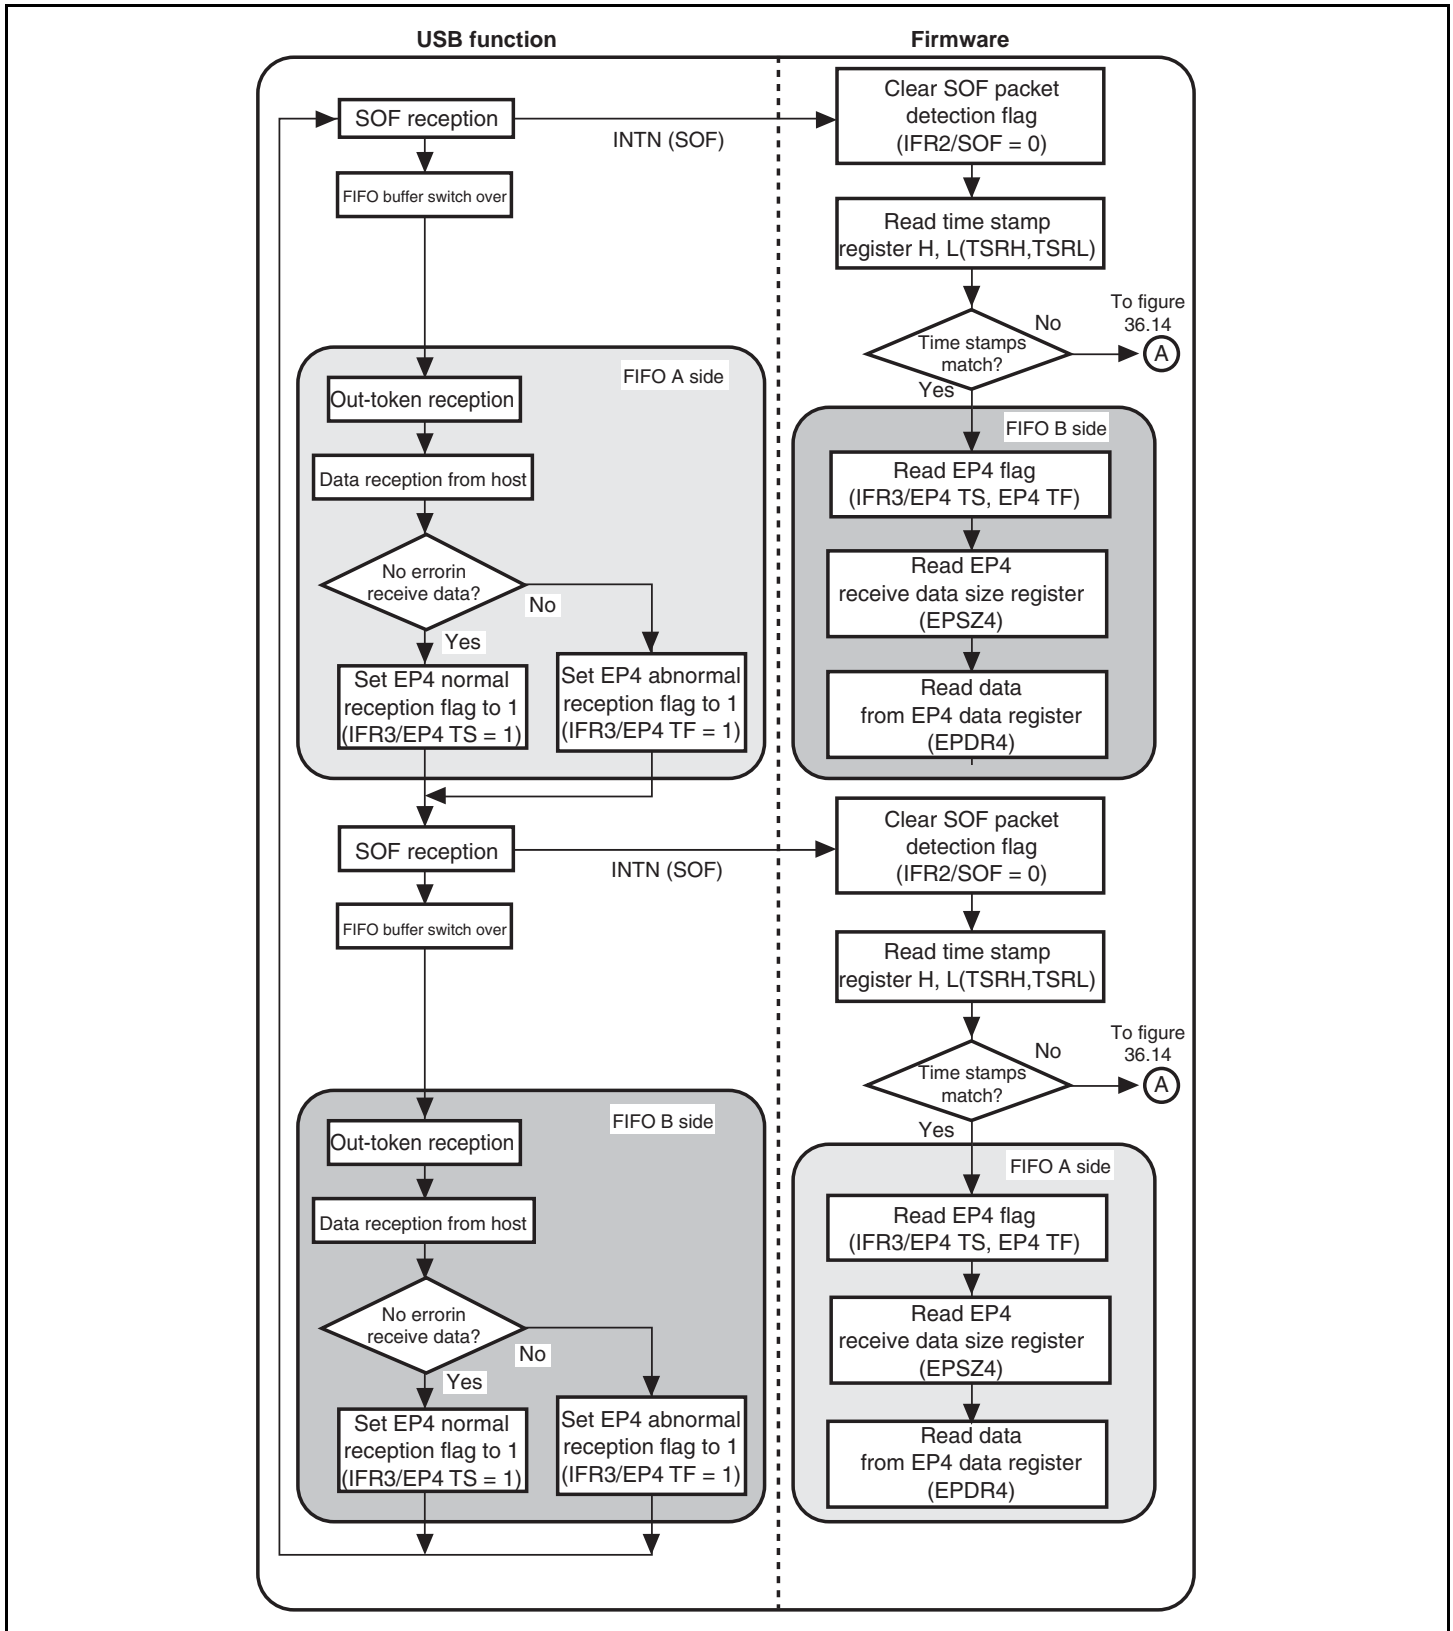 USB function
Firmware
SOF reception
INTN (SOF)
Clear SOF packet
detection flag
(IFR2/SOF = 0)
FIFO buffer switch over
Read time stamp
register H, L(TSRH,TSRL)
Time stamps
match?
No
To figure
36.14
A
Yes
FIFO A side
Out-token reception
Data reception from host
No errorin
receive data?
No
Yes
Set EP4 normal
reception flag to 1
(IFR3/EP4 TS = 1)
Set EP4 abnormal
reception flag to 1
(IFR3/EP4 TF = 1)
FIFO B side
Read EP4 flag
(IFR3/EP4 TS, EP4 TF)
Read EP4
receive data size register
(EPSZ4)
Read data
from EP4 data register
(EPDR4)
SOF reception
INTN (SOF)
Clear SOF packet
detection flag
(IFR2/SOF = 0)
FIFO buffer switch over
Read time stamp
register H, L(TSRH,TSRL)
Time stamps
match?
No
To figure
36.14
A
Yes
FIFO B side
Out-token reception
Data reception from host
No errorin
receive data?
No
Yes
Set EP4 normal
reception flag to 1
(IFR3/EP4 TS = 1)
Set EP4 abnormal
reception flag to 1
(IFR3/EP4 TF = 1)
FIFO A side
Read EP4 flag
(IFR3/EP4 TS, EP4 TF)
Read EP4
receive data size register
(EPSZ4)
Read data
from EP4 data register
(EPDR4)